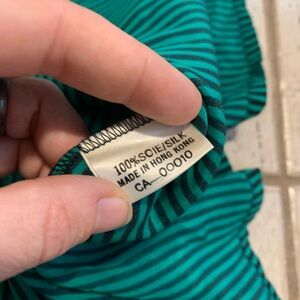 100% SOIE/SILK
MADE IN HONG KONG
CA 00010